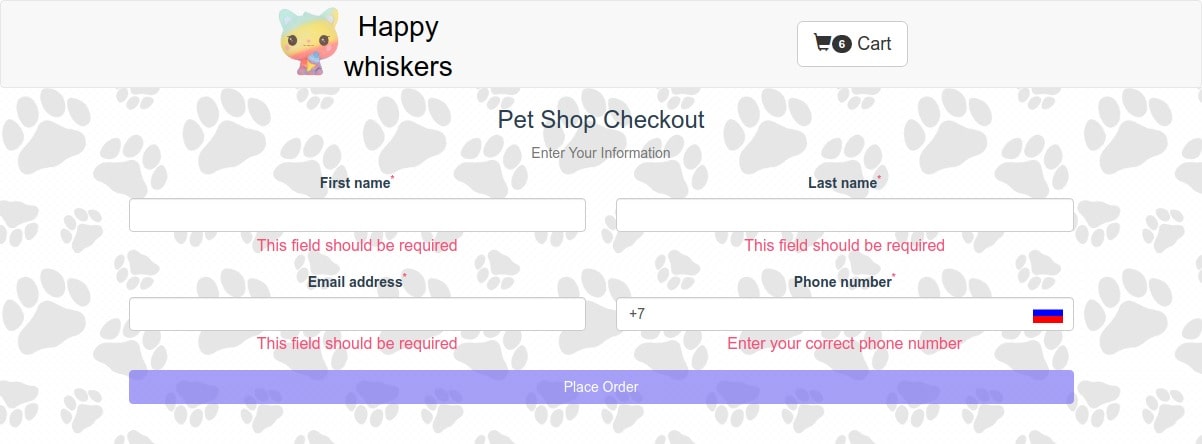 Happy
whiskers
6 Cart
Pet Shop Checkout
Enter Your Information
First name*
Last name*
This field should be required
This field should be required
Email address*
Phone number*
+7
This field should be required
Enter your correct phone number
Place Order